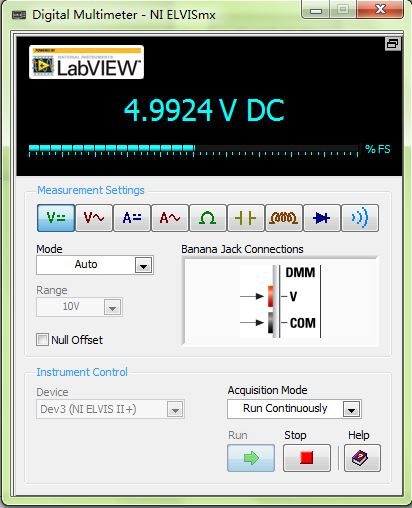 Digital Multimeter - NI ELVISmx
POWERED BY
NATIONAL INSTRUMENTS
LabVIEW™
4.9924 V DC
% FS
Measurement Settings
V V A A Ω
Mode
Banana Jack Connections
Auto
DMM
Range
V
10V
COM
Null Offset
Instrument Control
Device
Acquisition Mode
Dev3 (NI ELVIS II+)
Run Continuously
Run Stop Help